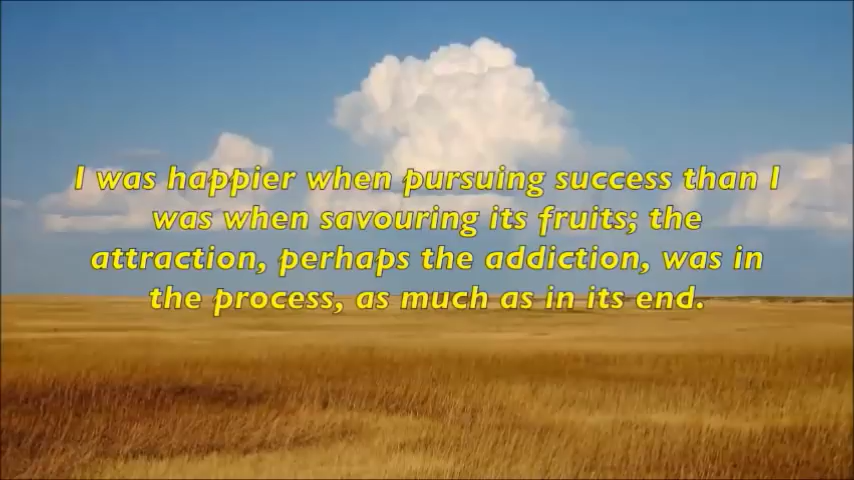 I was happier when pursuing success than I
was when savouring its fruits; the
attraction, perhaps the addiction, was in
the process, as much as in its end.